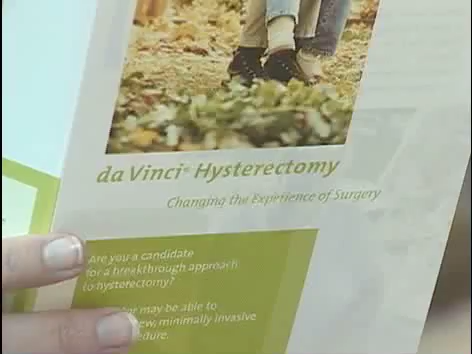 da Vinci® Hysterectomy
Changing the Experience of Surgery
Are you a candidate
for a breakthrough approach
to hysterectomy?
may be able to
minimally invasive